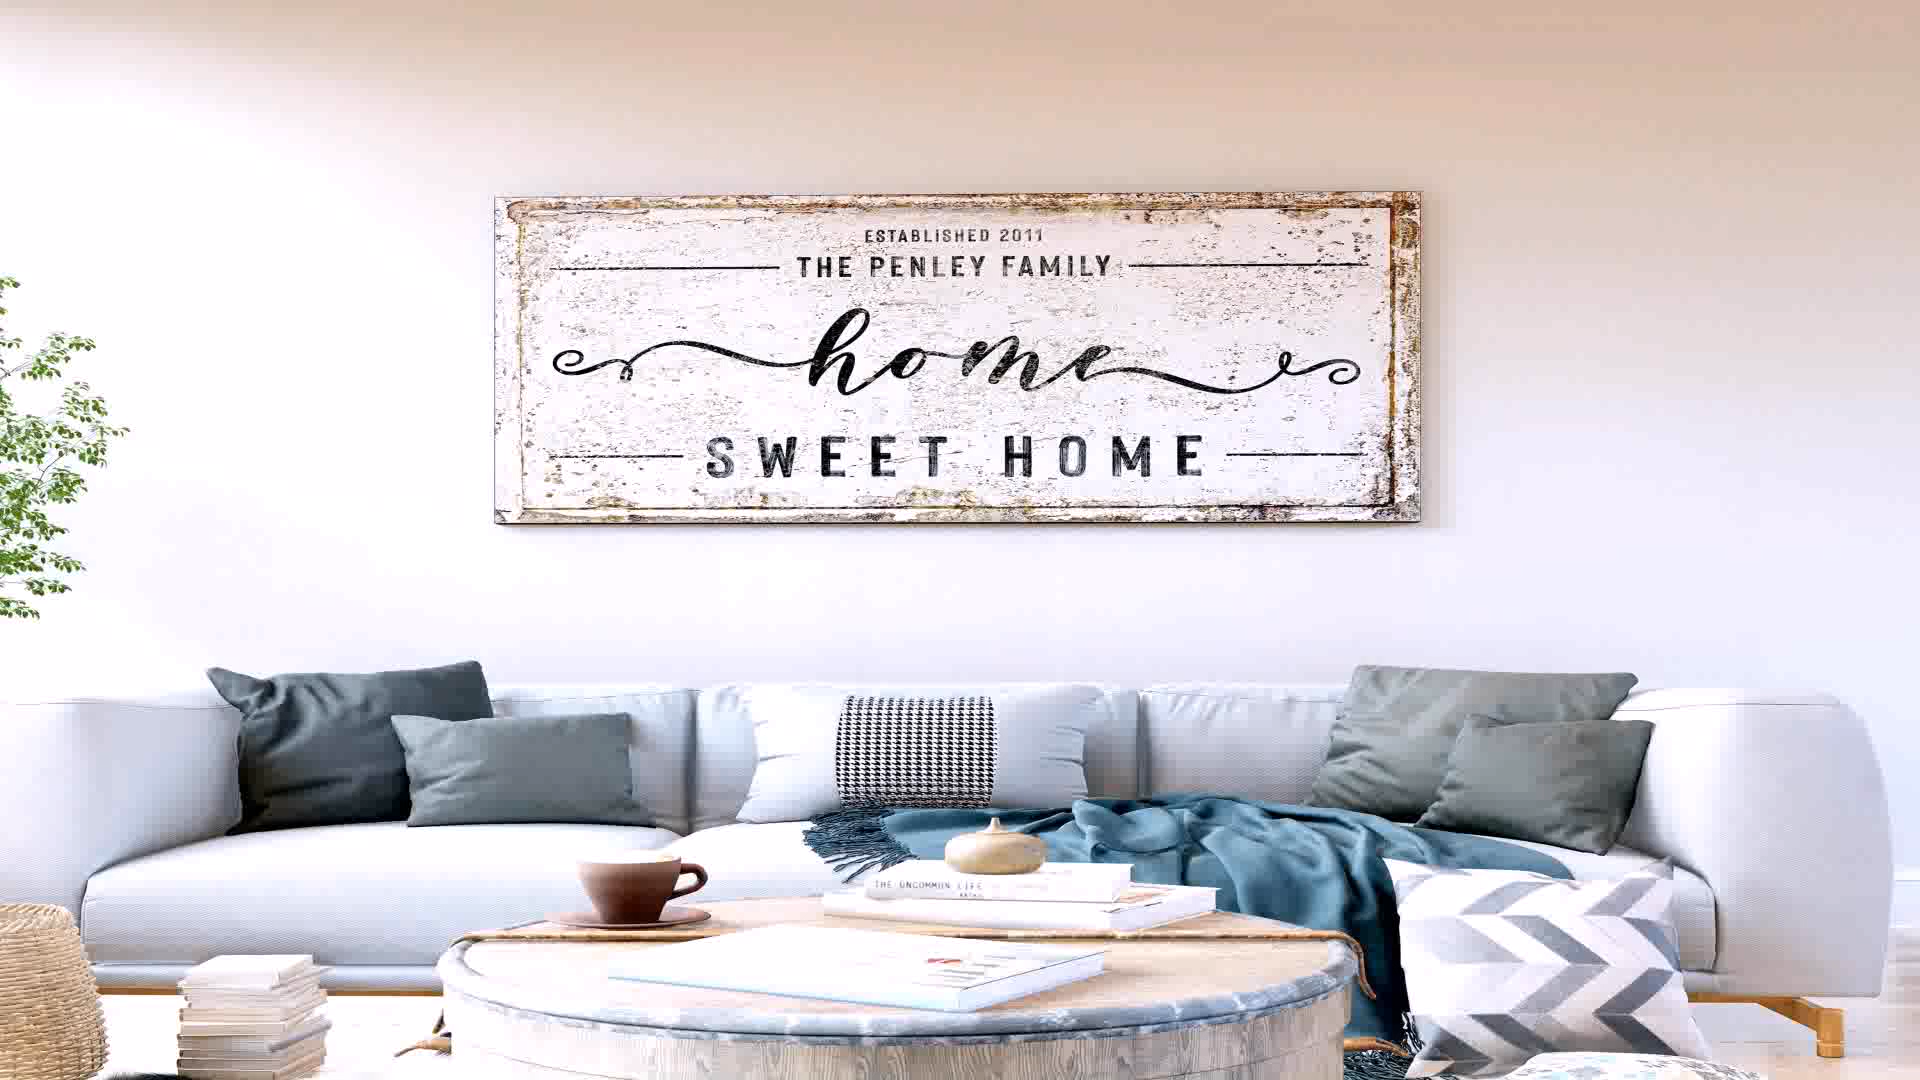 ESTABLISHED 2011
THE PENLEY FAMILY
home
SWEET HOME
THE UNCOMMON LIFE